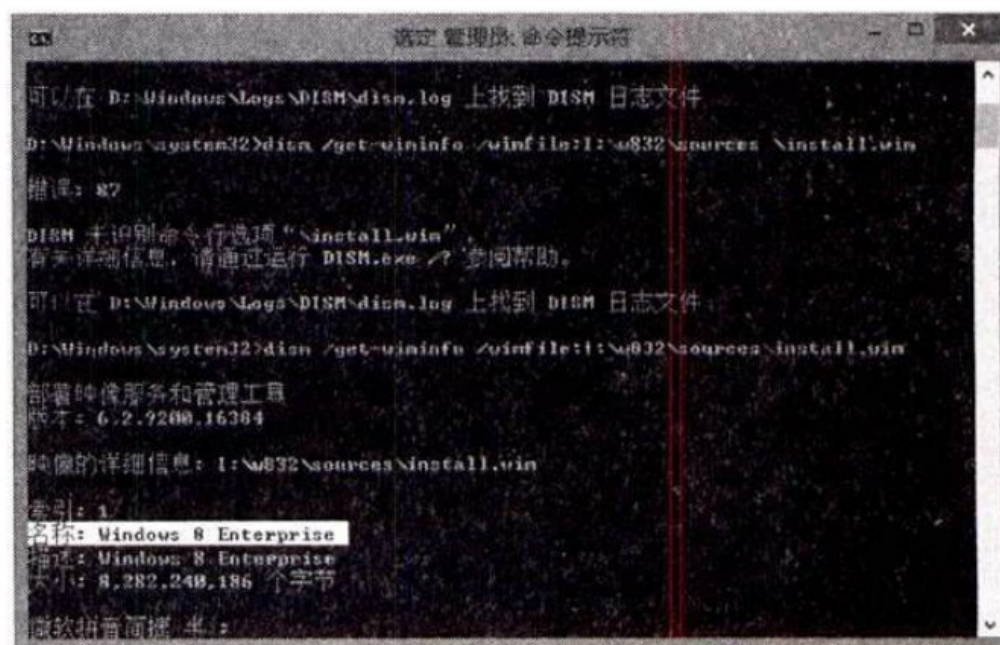 选定 管理员: 命令提示符
可以在 D:\Windows\Logs\DISM\dism.log 上找到 DISM 日志文件
D:\Windows\system32>dism /get-wiminfo /wimfile:I:\w832\sources \install.wim
错误: 87
DISM 未识别命令行选项“\install.wim”。
有关详细信息，请通过运行 DISM.exe /? 参阅帮助。
可以在 D:\Windows\Logs\DISM\dism.log 上找到 DISM 日志文件
D:\Windows\system32>dism /get-wiminfo /wimfile:I:\w832\sources\install.wim
部署映像服务和管理工具
版本: 6.2.9200.16384
映像的详细信息: I:\w832\sources\install.wim
索引: 1
名称: Windows 8 Enterprise
描述: Windows 8 Enterprise
大小: 8,282,240,186 个字节
微软拼音简捷 半 :